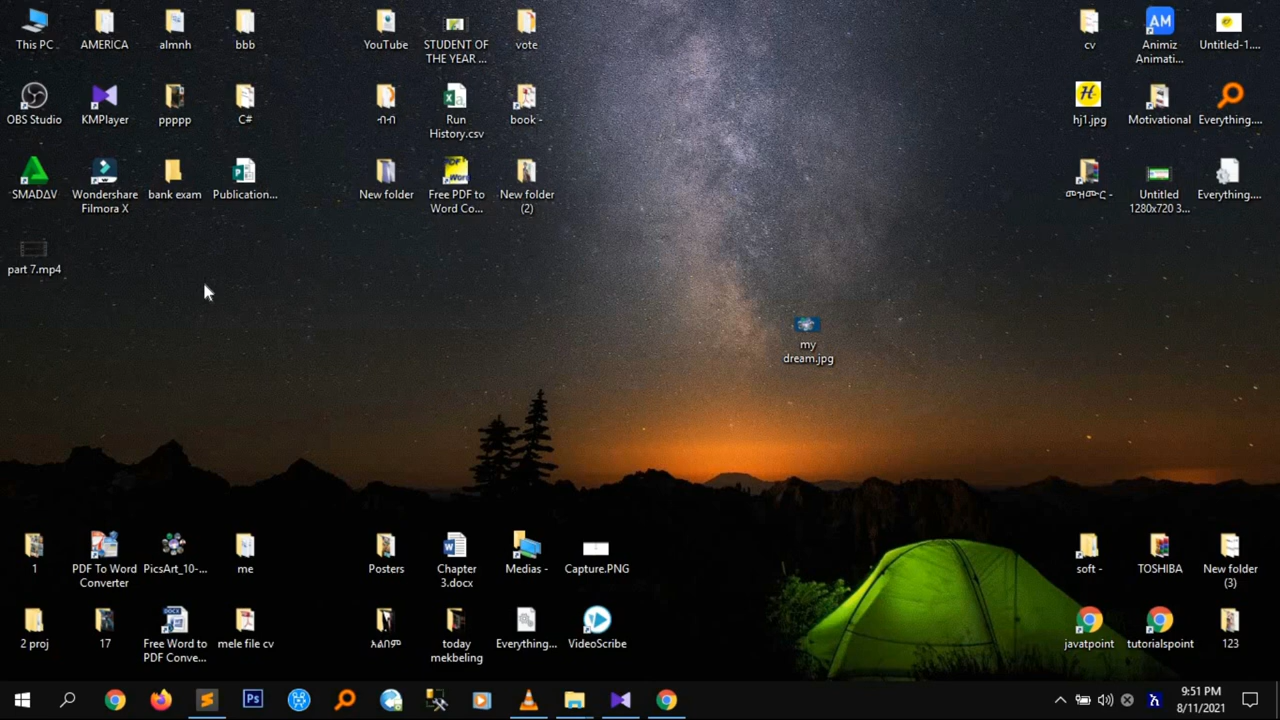 This PC
AMERICA
almnh
bbb
YouTube
STUDENT OF
THE YEAR ...
vote
cv
Animiz
Animati...
Untitled-1....
OBS Studio
KMPlayer
ppppp
C#
ብብ
Run
History.csv
book -
hj1.jpg
Motivational
Everything....
SMADΔV
Wondershare
Filmora X
bank exam
Publication...
New folder
Free PDF to
Word Co...
New folder
(2)
መዝሙር -
Untitled
1280x720 3...
Everything....
part 7.mp4
my
dream.jpg
1
PDF To Word
Converter
PicsArt_10-...
me
Posters
Chapter
3.docx
Medias -
Capture.PNG
soft -
TOSHIBA
New folder
(3)
2 proj
17
Free Word to
PDF Conve...
mele file cv
አልበም
today
mekbeling
Everything...
VideoScribe
javatpoint
tutorialspoint
123
9:51 PM
8/11/2021